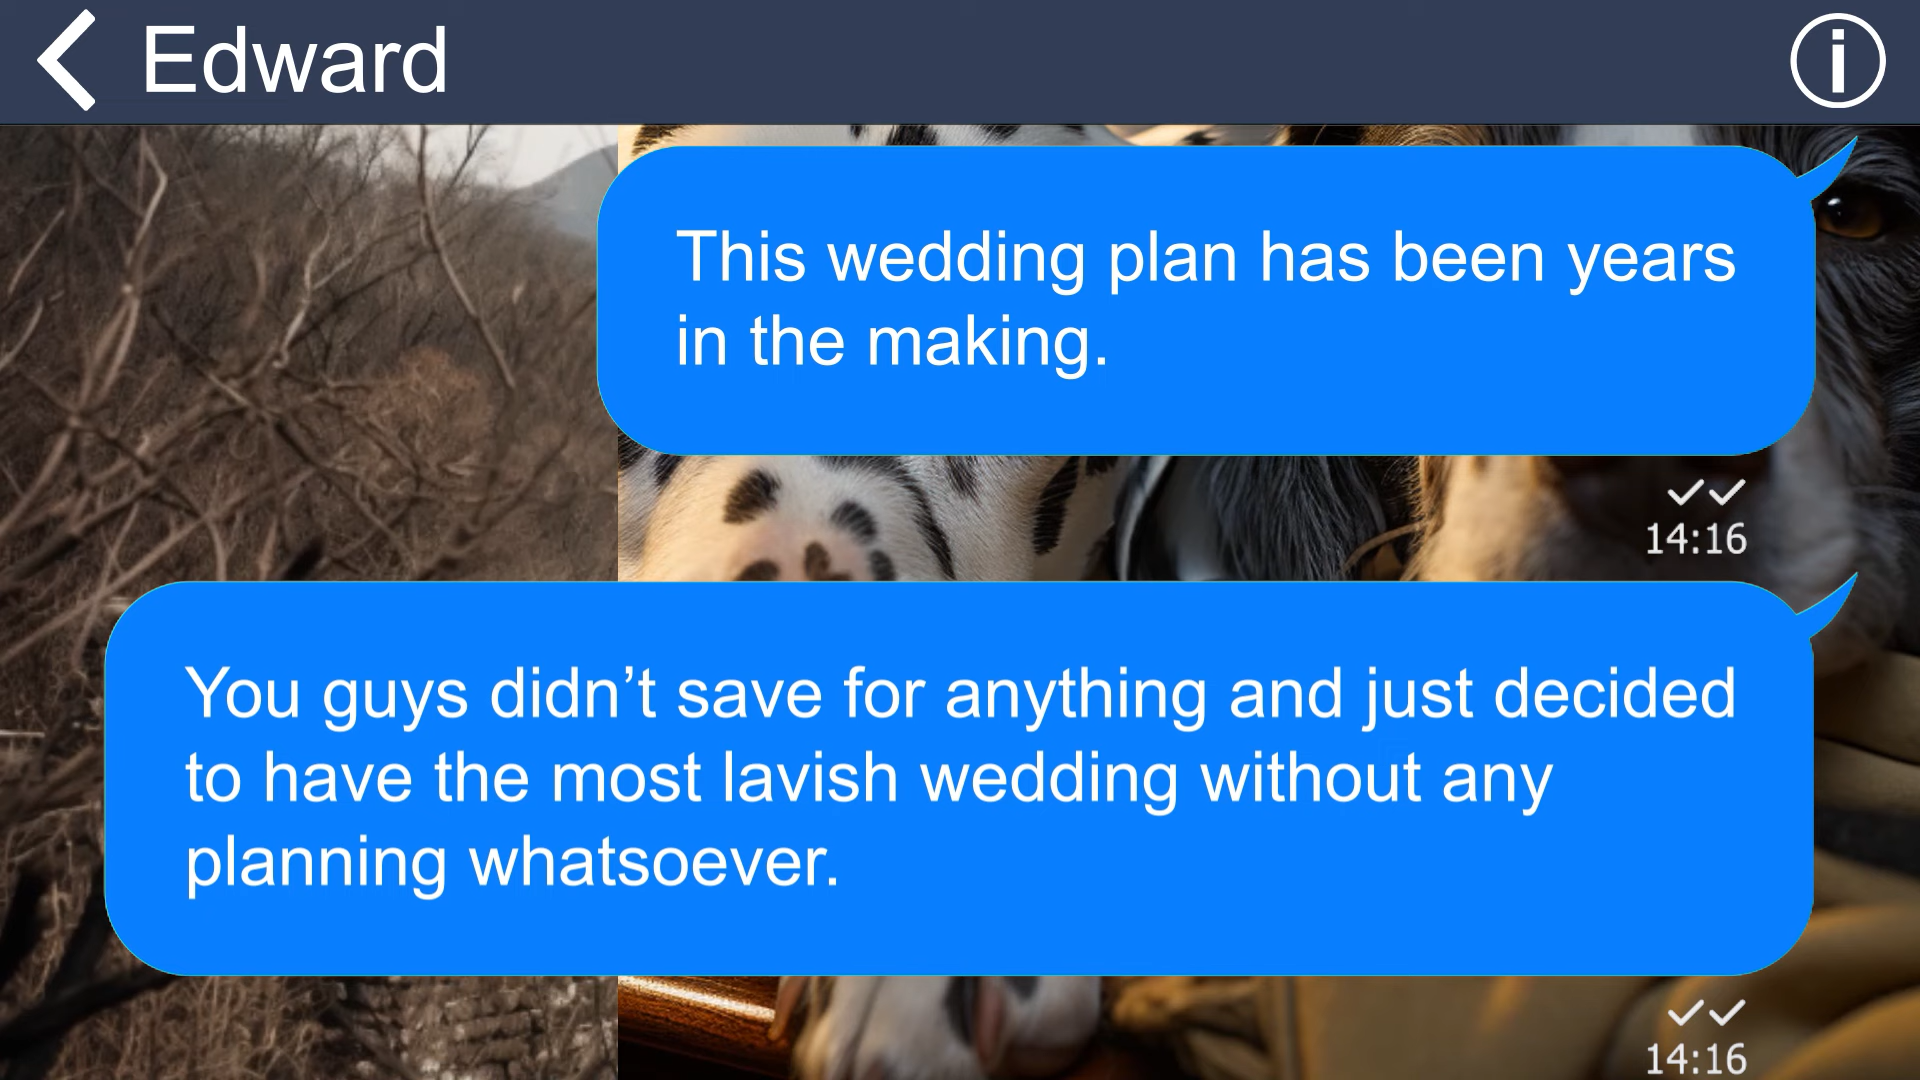 Edward
This wedding plan has been years
in the making.
14:16
You guys didn’t save for anything and just decided
to have the most lavish wedding without any
planning whatsoever.
14:16